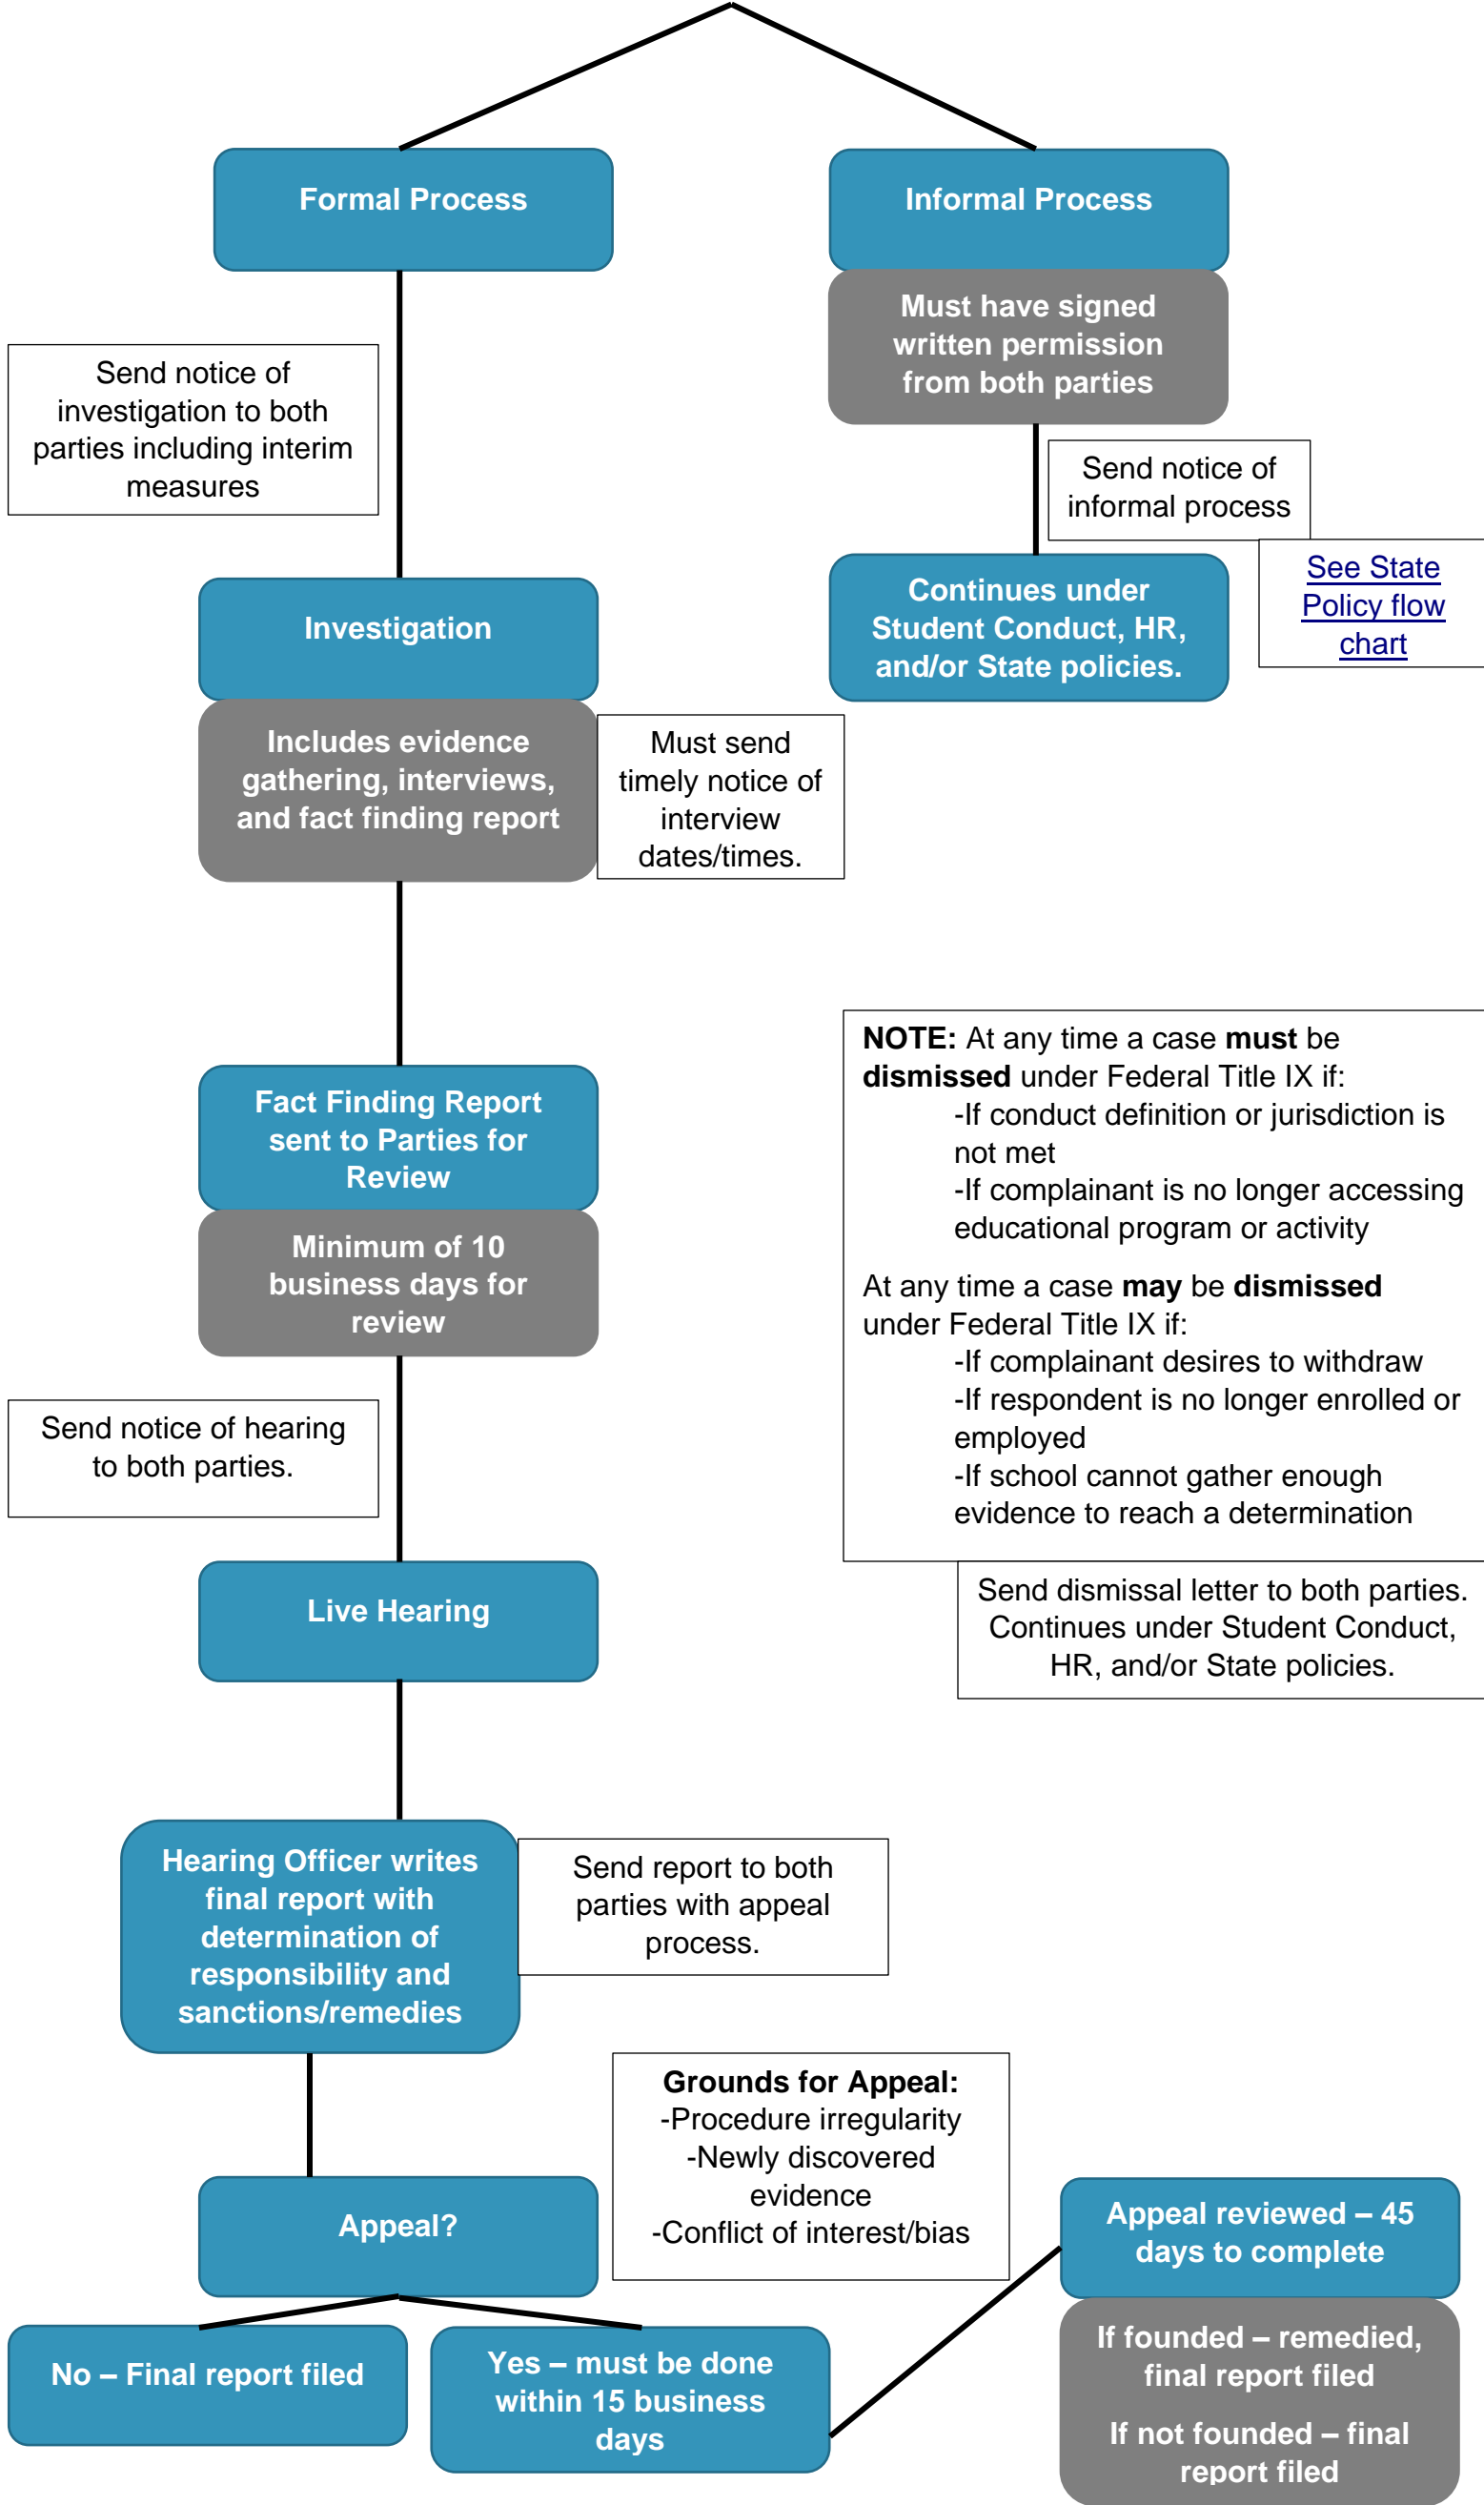 Formal Process
Informal Process
Must have signed
written permission
from both parties
Send notice of
investigation to both
parties including interim
measures
Send notice of
informal process
See State
Policy flow
chart
Continues under
Student Conduct, HR,
and/or State policies.
Investigation
Includes evidence
gathering, interviews,
and fact finding report
Must send
timely notice of
interview
dates/times.
Fact Finding Report
sent to Parties for
Review
Minimum of 10
business days for
review
NOTE: At any time a case must be
dismissed under Federal Title IX if:
-If conduct definition or jurisdiction is
not met
-If complainant is no longer accessing
educational program or activity
At any time a case may be dismissed
under Federal Title IX if:
-If complainant desires to withdraw
-If respondent is no longer enrolled or
employed
-If school cannot gather enough
evidence to reach a determination
Send dismissal letter to both parties.
Continues under Student Conduct,
HR, and/or State policies.
Send notice of hearing
to both parties.
Live Hearing
Hearing Officer writes
final report with
determination of
responsibility and
sanctions/remedies
Send report to both
parties with appeal
process.
Grounds for Appeal:
-Procedure irregularity
-Newly discovered
evidence
-Conflict of interest/bias
Appeal?
No – Final report filed
Yes – must be done
within 15 business
days
Appeal reviewed – 45
days to complete
If founded – remedied,
final report filed
If not founded – final
report filed